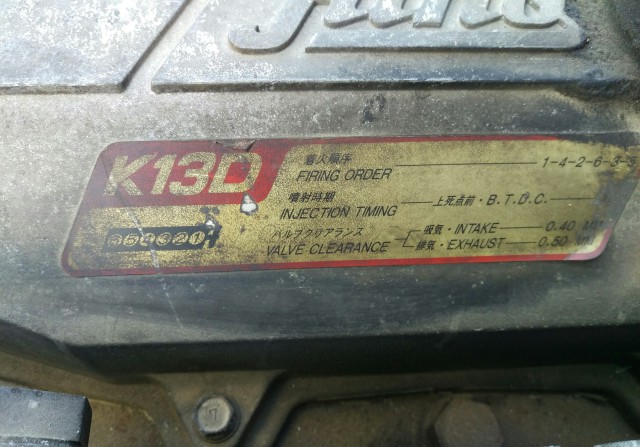 K13D
着火順序
FIRING ORDER
1-4-2-6-3-
噴射時期
INJECTION TIMING
上死点前・B.T.D.C.
バルブクリアランス
VALVE CLEARANCE
吸気・INTAKE 0.40
排気・EXHAUST 0.50
7